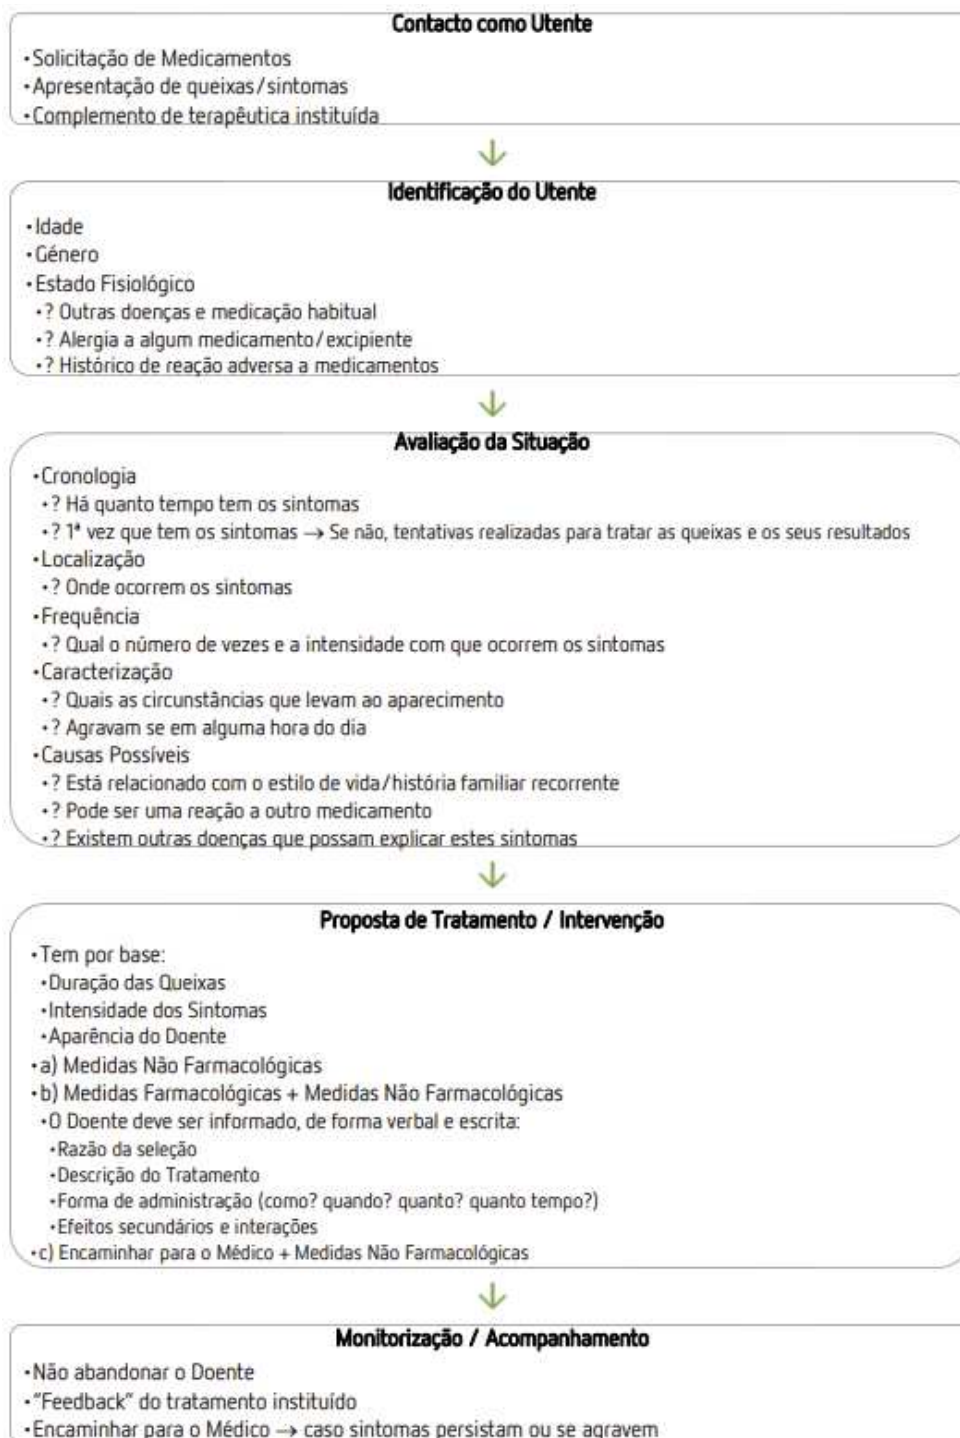 Contacto como Utente
•Solicitação de Medicamentos
•Apresentação de queixas/sintomas
•Complemento de terapêutica instituída
↓
Identificação do Utente
•Idade
•Género
•Estado Fisiológico
•? Outras doenças e medicação habitual
•? Alergia a algum medicamento/excipiente
•? Histórico de reação adversa a medicamentos
↓
Avaliação da Situação
•Cronologia
•? Há quanto tempo tem os sintomas
•? 1ª vez que tem os sintomas → Se não, tentativas realizadas para tratar as queixas e os seus resultados
•Localização
•? Onde ocorrem os sintomas
•Frequência
•? Qual o número de vezes e a intensidade com que ocorrem os sintomas
•Caracterização
•? Quais as circunstâncias que levam ao aparecimento
•? Agravam se em alguma hora do dia
•Causas Possíveis
•? Está relacionado com o estilo de vida/história familiar recorrente
•? Pode ser uma reação a outro medicamento
•? Existem outras doenças que possam explicar estes sintomas
↓
Proposta de Tratamento / Intervenção
•Tem por base:
•Duração das Queixas
•Intensidade dos Sintomas
•Aparência do Doente
•a) Medidas Não Farmacológicas
•b) Medidas Farmacológicas + Medidas Não Farmacológicas
•O Doente deve ser informado, de forma verbal e escrita:
•Razão da seleção
•Descrição do Tratamento
•Forma de administração (como? quando? quanto? quanto tempo?)
•Efeitos secundários e interações
•c) Encaminhar para o Médico + Medidas Não Farmacológicas
↓
Monitorização / Acompanhamento
•Não abandonar o Doente
•"Feedback" do tratamento instituído
•Encaminhar para o Médico → caso sintomas persistam ou se agravem